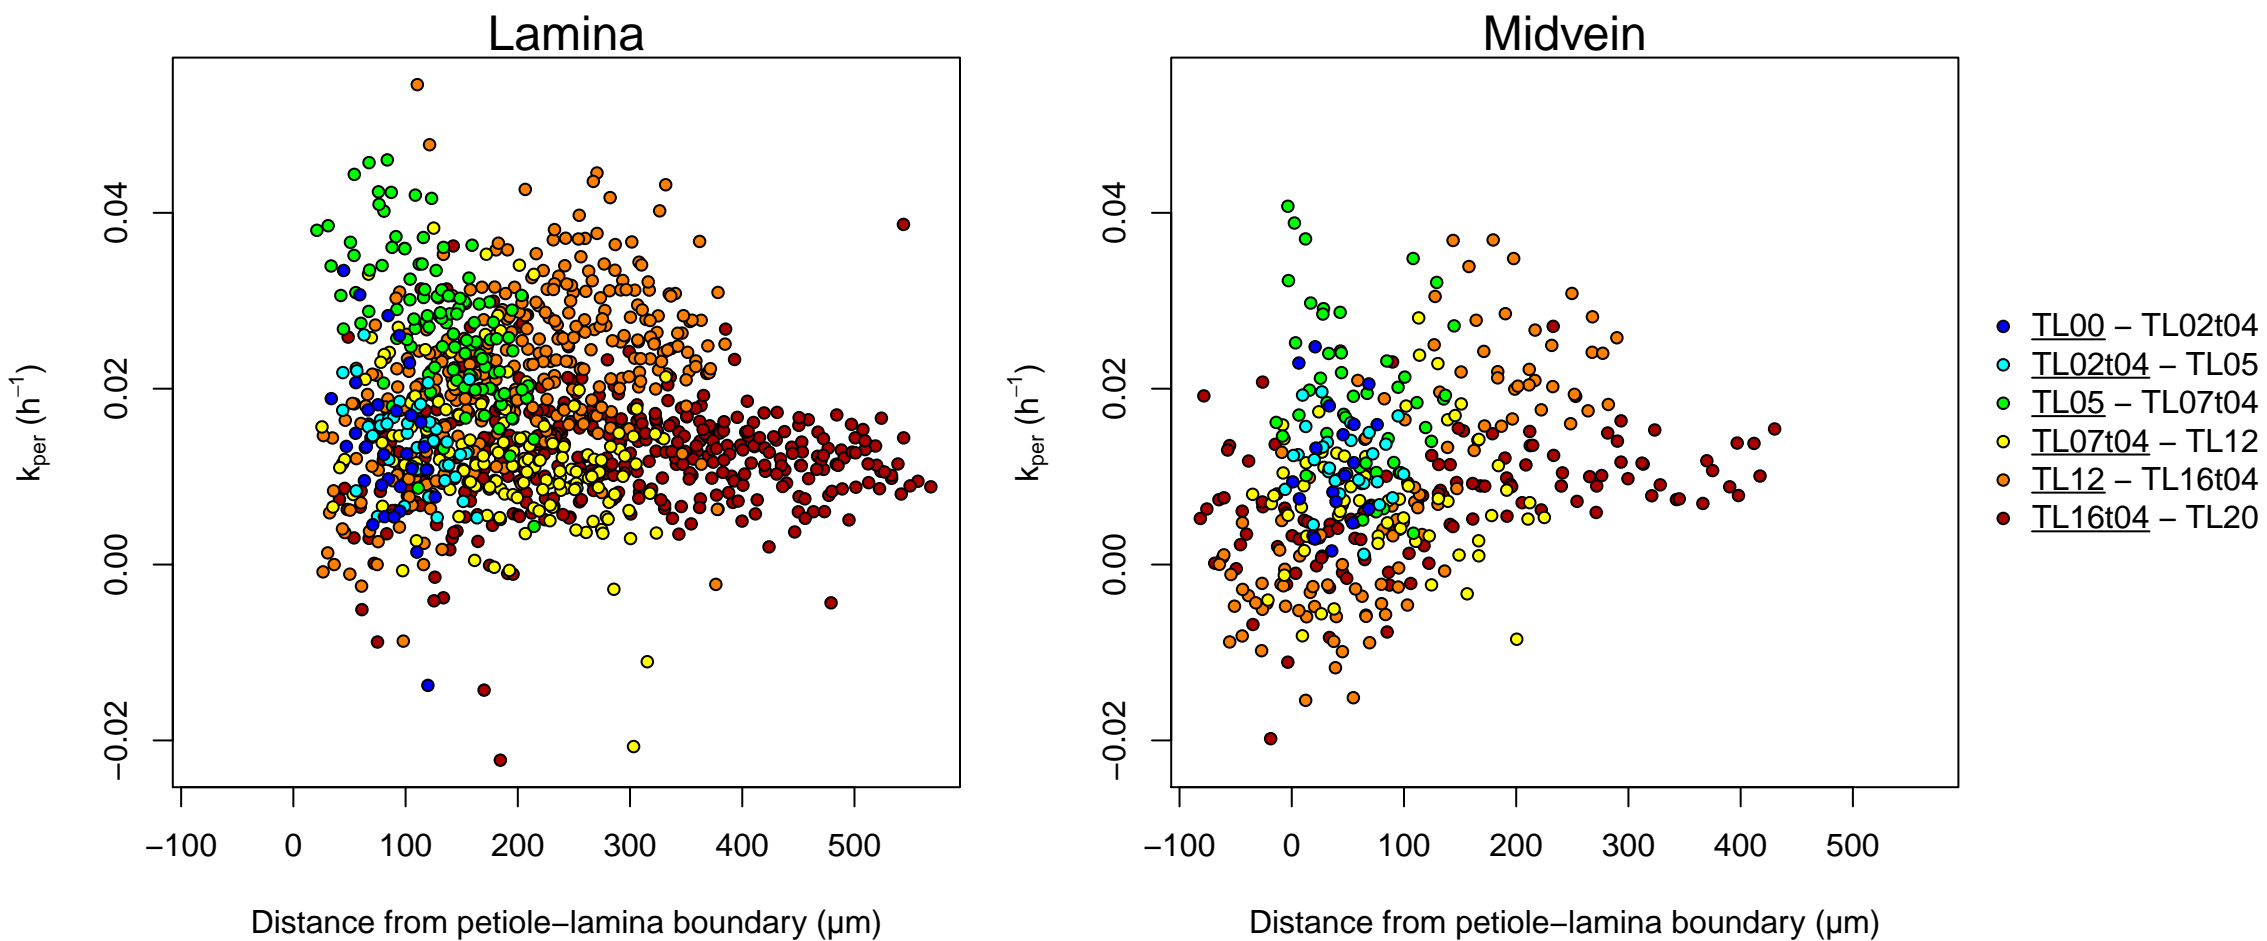 Lamina
k_per (h⁻¹)
0.04
0.02
0.00
−0.02
−100 0 100 200 300 400 500
Distance from petiole−lamina boundary (µm)
Midvein
k_per (h⁻¹)
0.04
0.02
0.00
−0.02
−100 0 100 200 300 400 500
Distance from petiole−lamina boundary (µm)
TL00 − TL02t04
TL02t04 − TL05
TL05 − TL07t04
TL07t04 − TL12
TL12 − TL16t04
TL16t04 − TL20